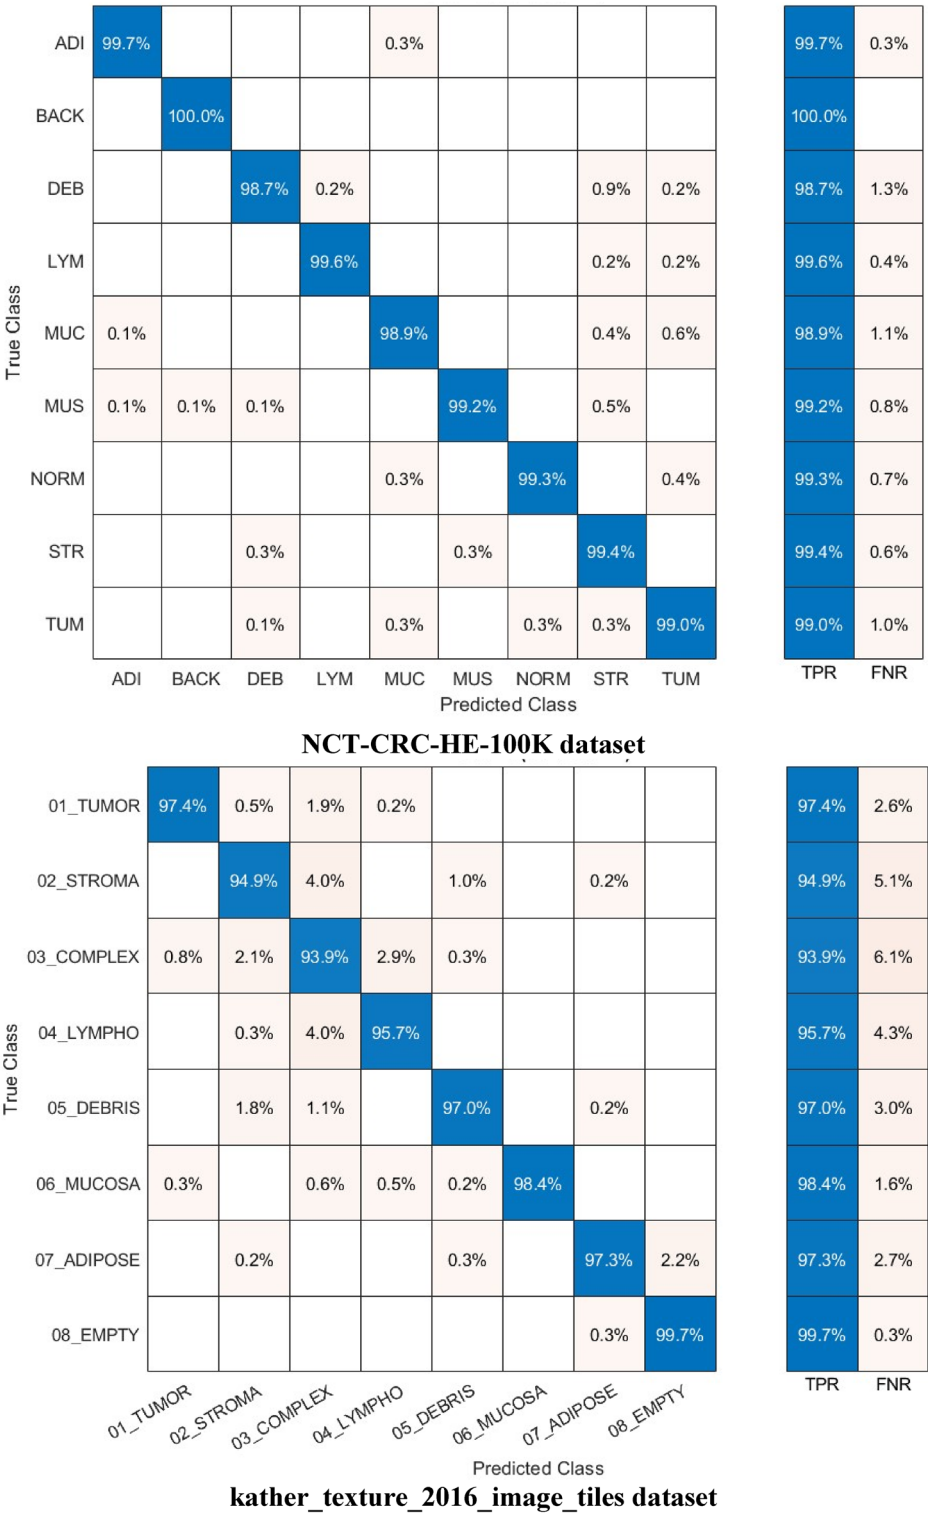 ADI 99.7% 0.3% 99.7% 0.3%
BACK 100.0% 100.0%
DEB 98.7% 0.2% 0.9% 0.2% 98.7% 1.3%
LYM 99.6% 0.2% 0.2% 99.6% 0.4%
MUC 0.1% 98.9% 0.4% 0.6% 98.9% 1.1%
MUS 0.1% 0.1% 0.1% 99.2% 0.5% 99.2% 0.8%
NORM 0.3% 99.3% 0.4% 99.3% 0.7%
STR 0.3% 0.3% 99.4% 99.4% 0.6%
TUM 0.1% 0.3% 0.3% 0.3% 99.0% 99.0% 1.0%
True Class
ADI BACK DEB LYM MUC MUS NORM STR TUM TPR FNR
Predicted Class
NCT-CRC-HE-100K dataset
01_TUMOR 97.4% 0.5% 1.9% 0.2% 97.4% 2.6%
02_STROMA 94.9% 4.0% 1.0% 0.2% 94.9% 5.1%
03_COMPLEX 0.8% 2.1% 93.9% 2.9% 0.3% 93.9% 6.1%
04_LYMPHO 0.3% 4.0% 95.7% 95.7% 4.3%
05_DEBRIS 1.8% 1.1% 97.0% 0.2% 97.0% 3.0%
06_MUCOSA 0.3% 0.6% 0.5% 0.2% 98.4% 98.4% 1.6%
07_ADIPOSE 0.2% 0.3% 97.3% 2.2% 97.3% 2.7%
08_EMPTY 0.3% 99.7% 99.7% 0.3%
True Class
01_TUMOR 02_STROMA 03_COMPLEX 04_LYMPHO 05_DEBRIS 06_MUCOSA 07_ADIPOSE 08_EMPTY TPR FNR
Predicted Class
kather_texture_2016_image_tiles dataset